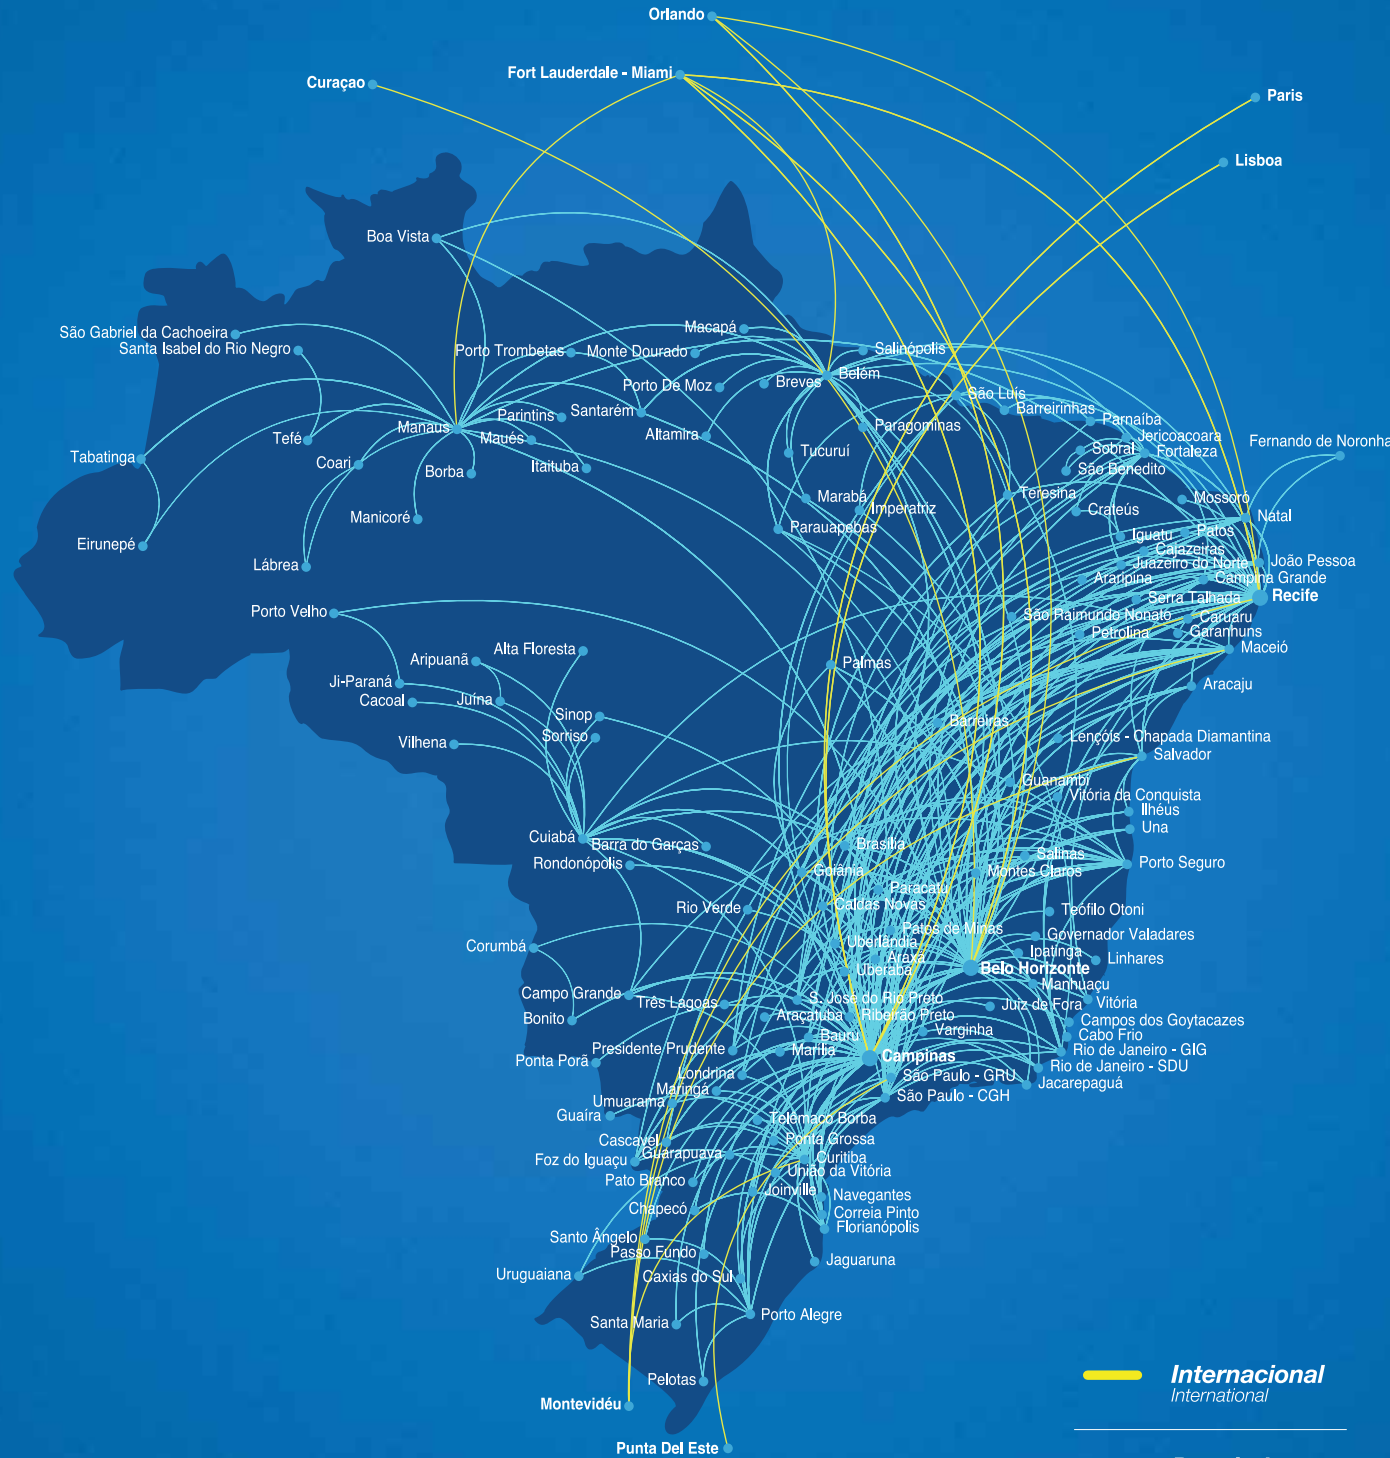 Orlando
Fort Lauderdale - Miami
Curaçao
Paris
Lisboa
Boa Vista
São Gabriel da Cachoeira
Santa Isabel do Rio Negro
Macapá
Porto Trombetas
Monte Dourado
Salinópolis
Porto De Moz
Breves
Belém
São Luís
Barreirinhas
Parintins
Santarém
Manaus
Maués
Altamira
Paragominas
Parnaíba
Jericoacoara
Tefé
Sobral
Fortaleza
Fernando de Noronha
Tabatinga
Coari
Borba
Itaituba
Tucuruí
São Benedito
Manicoré
Marabá
Imperatriz
Teresina
Mossoró
Crateús
Natal
Parauapebas
Iguatu
Patos
Eirunepé
Cajazeiras
Lábrea
Juazeiro do Norte
João Pessoa
Araripina
Campina Grande
Recife
Serra Talhada
Porto Velho
São Raimundo Nonato
Caruaru
Petrolina
Garanhuns
Maceió
Alta Floresta
Aripuanã
Palmas
Ji-Paraná
Cacoal
Juína
Aracaju
Sinop
Barreiras
Sorriso
Vilhena
Lençóis - Chapada Diamantina
Salvador
Guanambi
Vitória da Conquista
Ilhéus
Una
Cuiabá
Barra do Garças
Brasília
Rondonópolis
Goiânia
Salinas
Montes Claros
Porto Seguro
Paracatu
Rio Verde
Caldas Novas
Teófilo Otoni
Patos de Minas
Governador Valadares
Corumbá
Uberlândia
Araxá
Ipatinga
Linhares
Uberaba
Belo Horizonte
Manhuaçu
Campo Grande
Três Lagoas
S. José do Rio Preto
Juiz de Fora
Vitória
Bonito
Araçatuba
Ribeirão Preto
Campos dos Goytacazes
Varginha
Cabo Frio
Bauru
Presidente Prudente
Marília
Campinas
Rio de Janeiro - GIG
Ponta Porã
Rio de Janeiro - SDU
Londrina
São Paulo - GRU
Jacarepaguá
Maringá
São Paulo - CGH
Umuarama
Guaíra
Telêmaco Borba
Cascavel
Ponta Grossa
Guarapuava
Foz do Iguaçu
Curitiba
União da Vitória
Pato Branco
Joinville
Navegantes
Chapecó
Correia Pinto
Florianópolis
Santo Ângelo
Passo Fundo
Jaguaruna
Uruguaiana
Caxias do Sul
Porto Alegre
Santa Maria
Pelotas
Montevidéu
Punta Del Este
Internacional
International